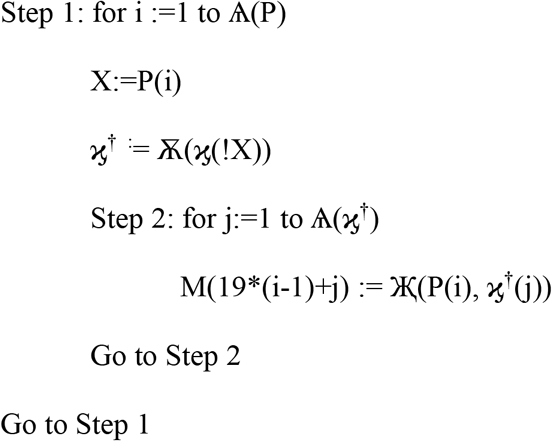 Step 1: for i :=1 to Ѧ(P)
X:=P(i)
ϗ† := Ѫ(ϗ(!X))
Step 2: for j:=1 to Ѧ(ϗ†)
M(19*(i-1)+j) := Җ(P(i), ϗ†(j))
Go to Step 2
Go to Step 1